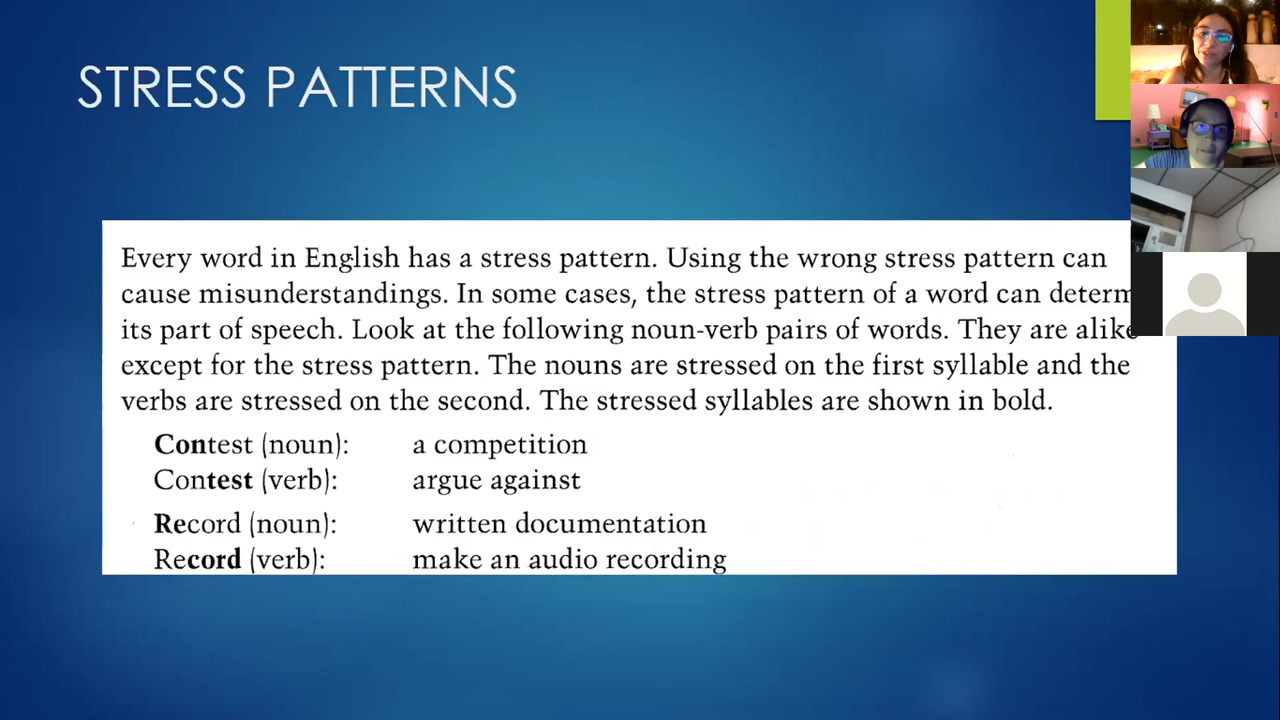 STRESS PATTERNS
Every word in English has a stress pattern. Using the wrong stress pattern can
cause misunderstandings. In some cases, the stress pattern of a word can determ
its part of speech. Look at the following noun-verb pairs of words. They are alike
except for the stress pattern. The nouns are stressed on the first syllable and the
verbs are stressed on the second. The stressed syllables are shown in bold.
Contest (noun): a competition
Contest (verb): argue against
Record (noun): written documentation
Record (verb): make an audio recording